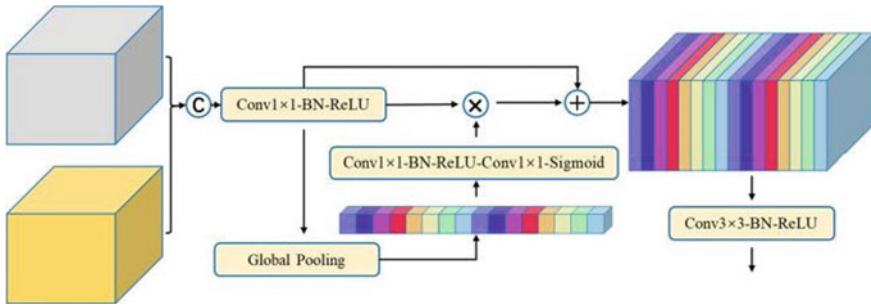 C
Conv1×1-BN-ReLU
×
+
Conv1×1-BN-ReLU-Conv1×1-Sigmoid
Conv3×3-BN-ReLU
Global Pooling